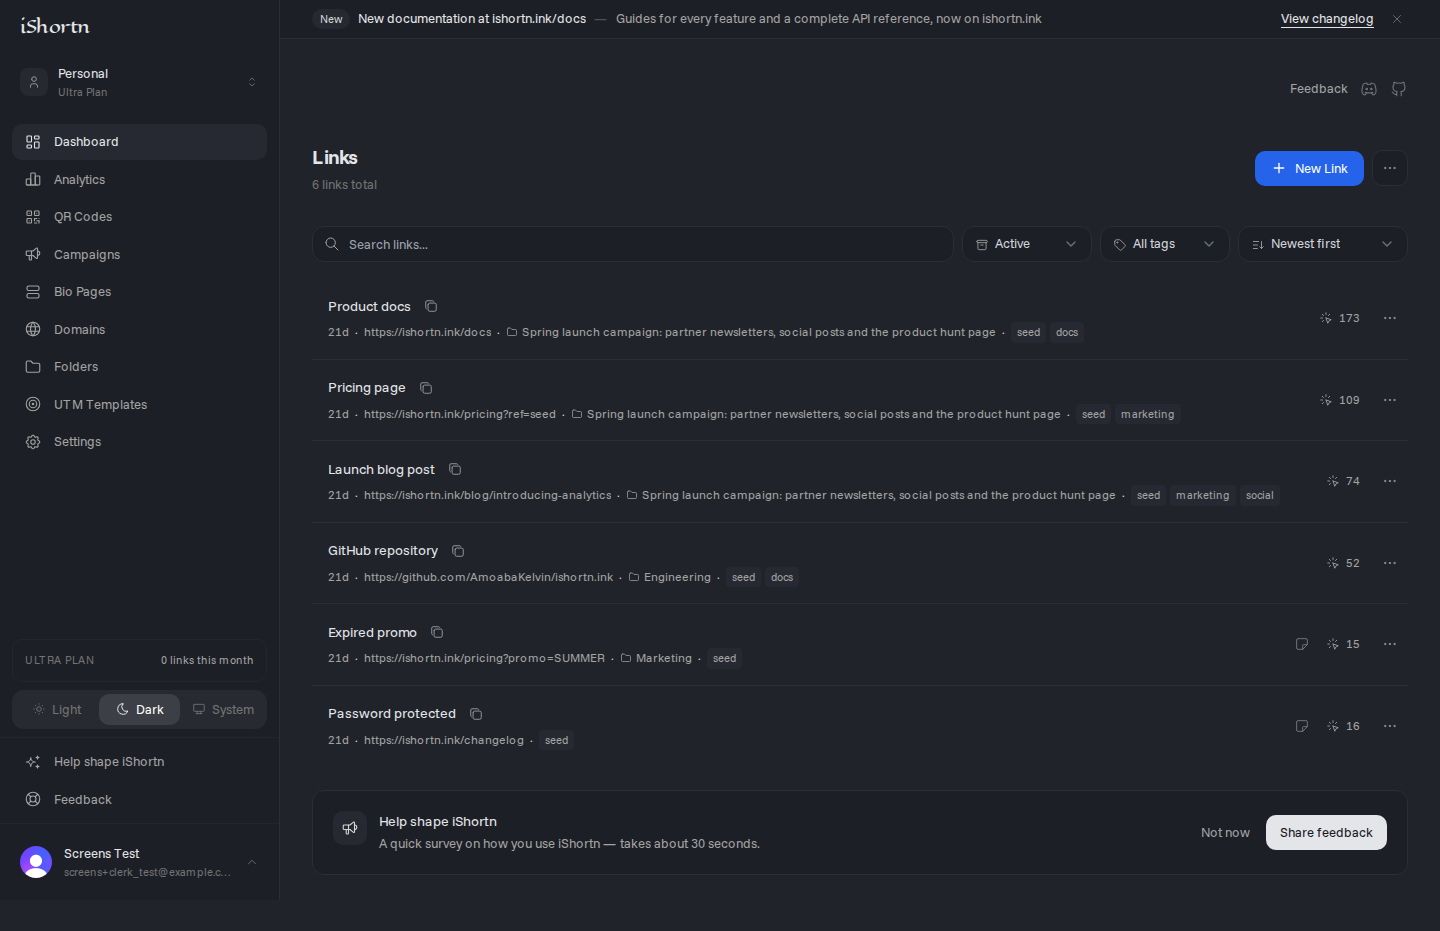 iShortn
Personal
Ultra Plan
Dashboard
Analytics
QR Codes
Campaigns
Bio Pages
Domains
Folders
UTM Templates
Settings
ULTRA PLAN 0 links this month
Light Dark System
Help shape iShortn
Feedback
Screens Test
screens+clerk_test@example.c...
New New documentation at ishortn.ink/docs — Guides for every feature and a complete API reference, now on ishortn.ink View changelog
Feedback
Links
6 links total
New Link
Search links...
Active
All tags
Newest first
Product docs
21d · https://ishortn.ink/docs · Spring launch campaign: partner newsletters, social posts and the product hunt page · seed docs
173
Pricing page
21d · https://ishortn.ink/pricing?ref=seed · Spring launch campaign: partner newsletters, social posts and the product hunt page · seed marketing
109
Launch blog post
21d · https://ishortn.ink/blog/introducing-analytics · Spring launch campaign: partner newsletters, social posts and the product hunt page · seed marketing social
74
GitHub repository
21d · https://github.com/AmoabaKelvin/ishortn.ink · Engineering · seed docs
52
Expired promo
21d · https://ishortn.ink/pricing?promo=SUMMER · Marketing · seed
15
Password protected
21d · https://ishortn.ink/changelog · seed
16
Help shape iShortn
A quick survey on how you use iShortn — takes about 30 seconds.
Not now
Share feedback